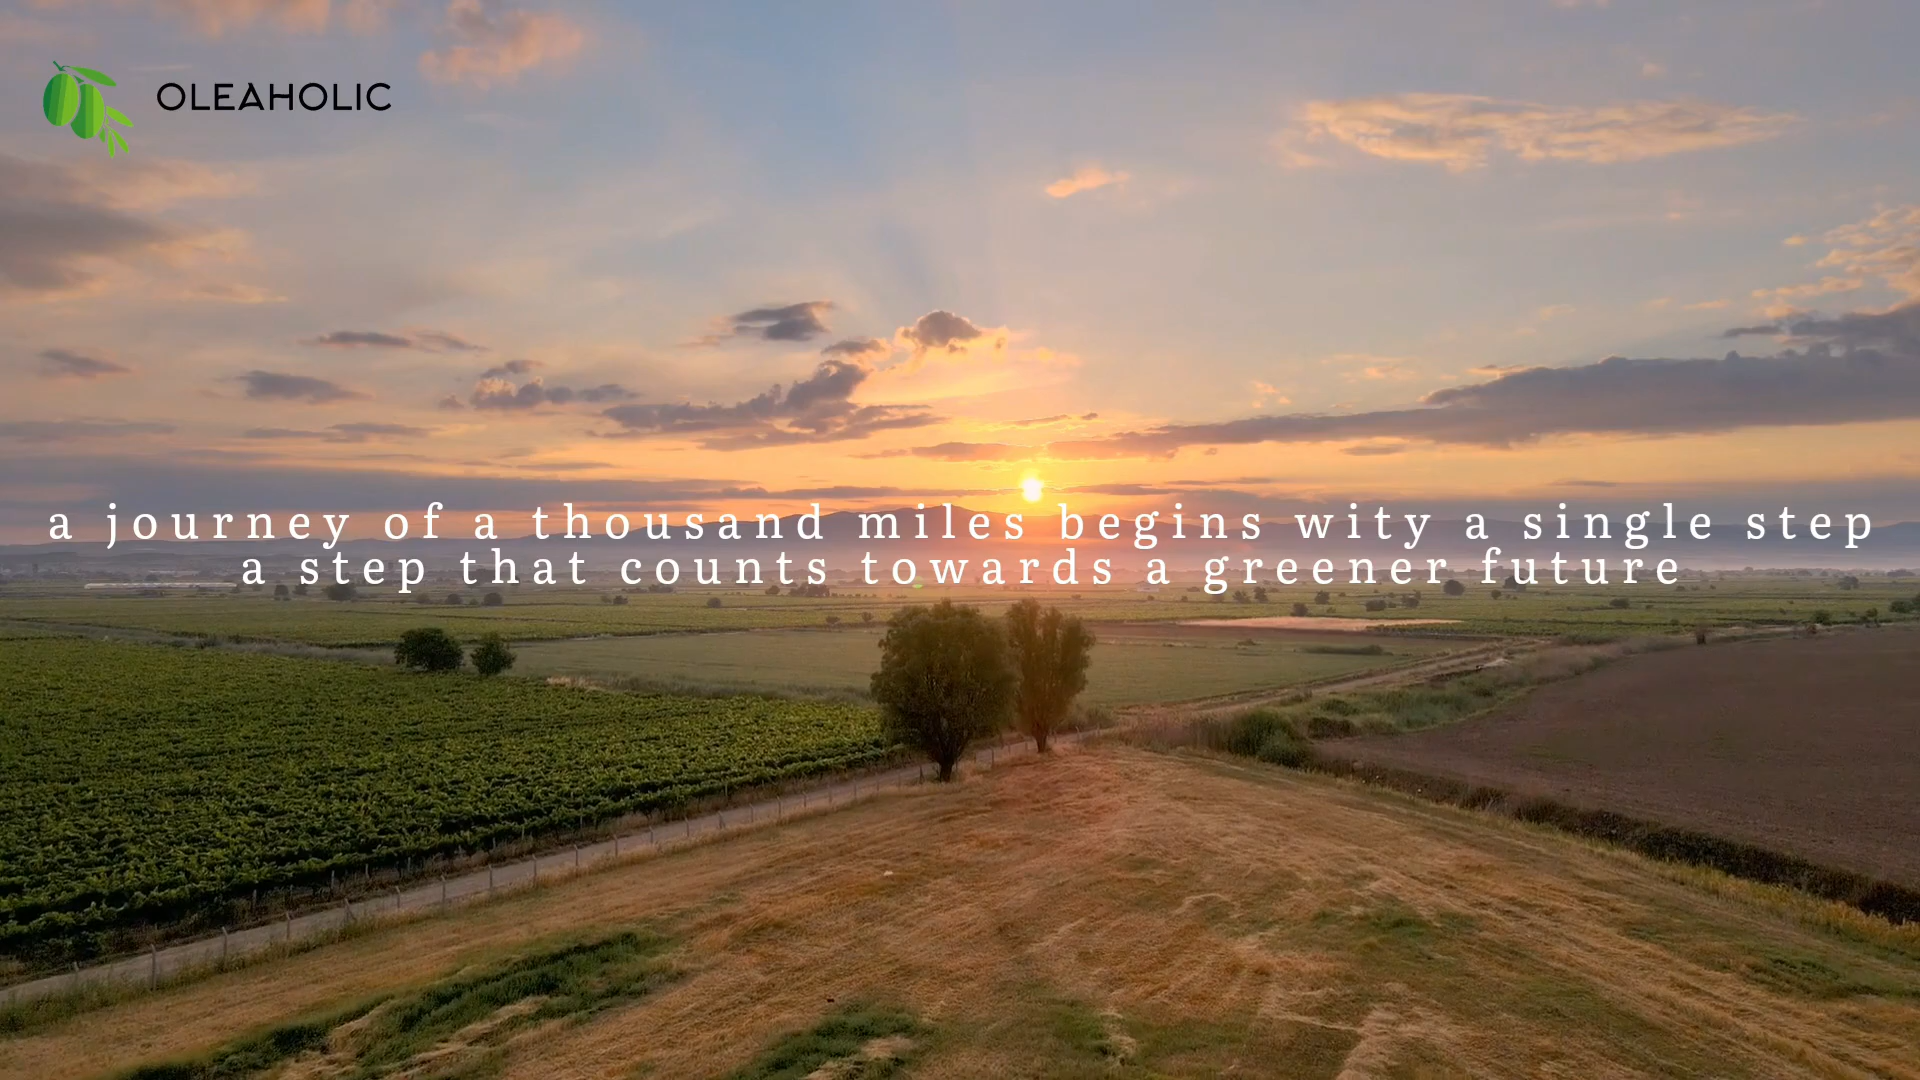 OLEAHOLIC
a journey of a thousand miles begins wity a single step
a step that counts towards a greener future